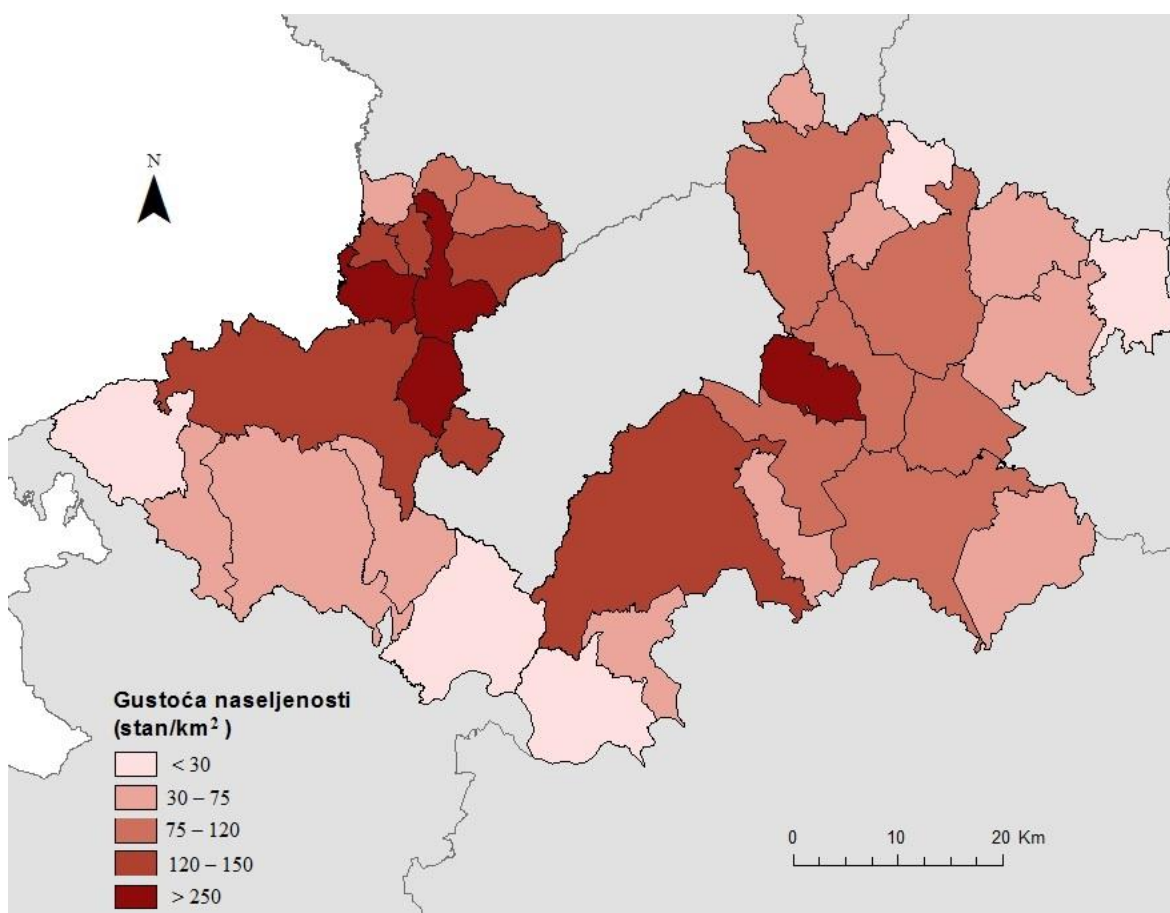 N
Gustoća naseljenosti
(stan/km²)
< 30
30 – 75
75 – 120
120 – 150
> 250
0 10 20 Km